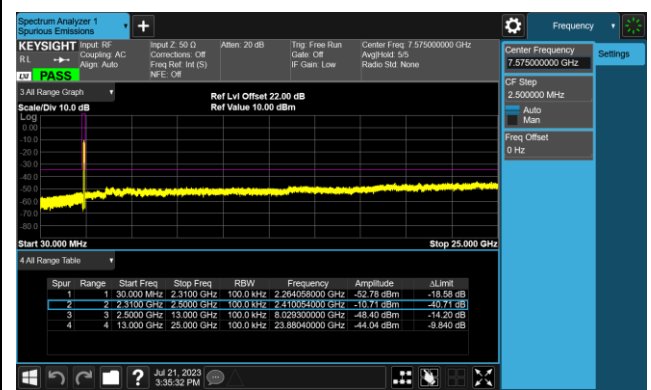 Spectrum Analyzer 1
Spurious Emissions
Frequency
KEYSIGHT Input: RF Input Z: 50 Ω Atten: 20 dB Trig: Free Run Center Freq: 7.575000000 GHz
RL Coupling: AC Corrections: Off Gate: Off Avg|Hold: 5/5
Align: Auto Freq Ref: Int (S) IF Gain: Low Radio Std: None
LXI PASS NFE: Off
3 All Range Graph
Ref Lvl Offset 22.00 dB
Scale/Div 10.0 dB Ref Value 10.00 dBm
Log
0.00
-10.0
-20.0
-30.0
-40.0
-50.0
-60.0
-70.0
-80.0
Start 30.000 MHz Stop 25.000 GHz
4 All Range Table
Spur Range Start Freq Stop Freq RBW Frequency Amplitude ΔLimit
1 1 30.000 MHz 2.3100 GHz 100.0 kHz 2.264058000 GHz -52.78 dBm -18.58 dB
2 2 2.3100 GHz 2.5000 GHz 100.0 kHz 2.410054000 GHz -10.71 dBm -40.71 dB
3 3 2.5000 GHz 13.000 GHz 100.0 kHz 8.029300000 GHz -48.40 dBm -14.20 dB
4 4 13.000 GHz 25.000 GHz 100.0 kHz 23.88040000 GHz -44.04 dBm -9.840 dB
Center Frequency
7.575000000 GHz
Settings
CF Step
2.500000 MHz
Auto
Man
Freq Offset
0 Hz
Jul 21, 2023
3:35:32 PM